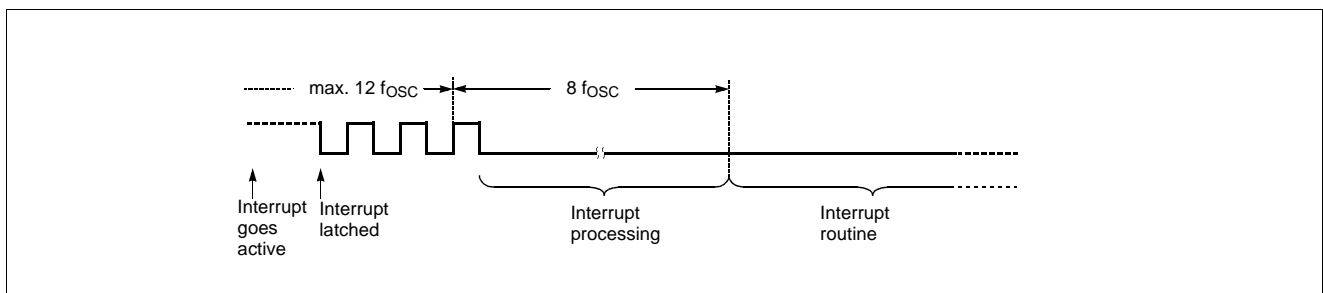 max. 12 fOSC
8 fOSC
Interrupt
goes
active
Interrupt
latched
Interrupt
processing
Interrupt
routine